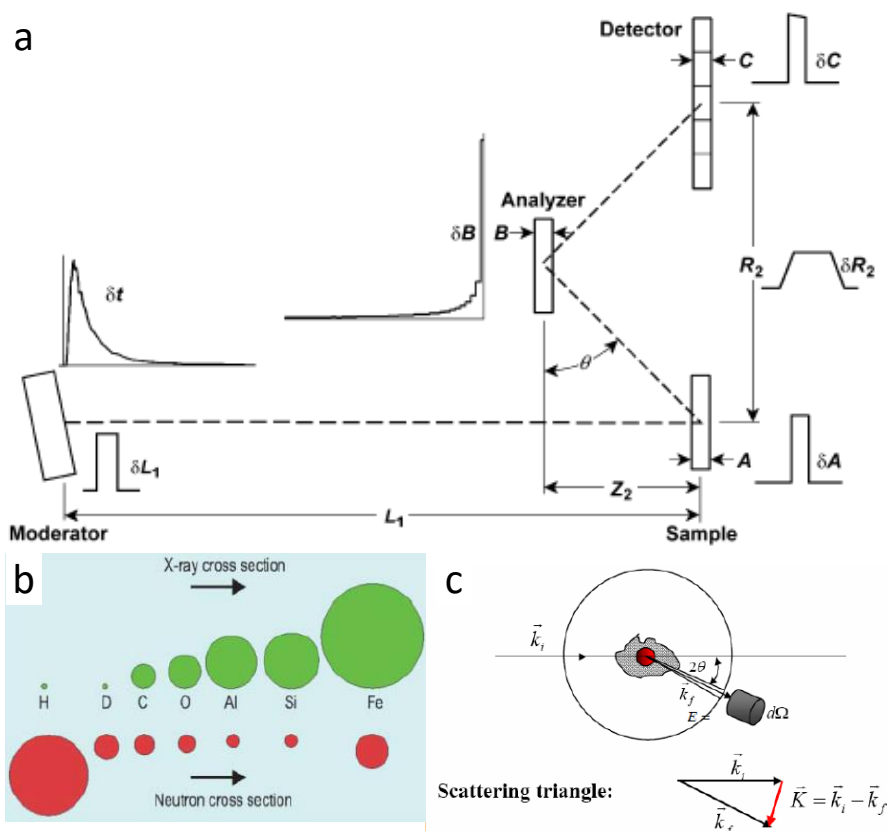 a
Detector
C
δC
Analyzer
δB
B
R₂
δR₂
δt
θ
δL₁
A
δA
Z₂
L₁
Moderator
Sample
b
X-ray cross section
H D C O Al Si Fe
Neutron cross section
c
k⃗ᵢ
2θ
k⃗f
E =
dΩ
k⃗ᵢ
Scattering triangle:
K⃗ = k⃗ᵢ − k⃗f
k⃗f